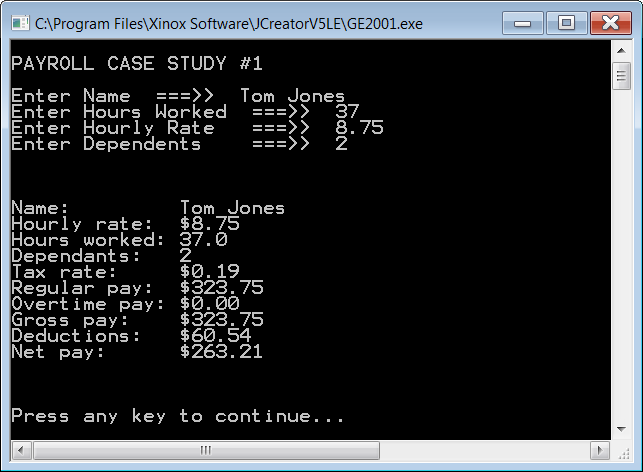 C:\Program Files\Xinox Software\JCreatorV5LE\GE2001.exe
PAYROLL CASE STUDY #1
Enter Name  ===>>  Tom Jones
Enter Hours Worked  ===>>  37
Enter Hourly Rate   ===>>  8.75
Enter Dependents    ===>>  2
Name:         Tom Jones
Hourly rate:  $8.75
Hours worked: 37.0
Dependants:   2
Tax rate:     $0.19
Regular pay:  $323.75
Overtime pay: $0.00
Gross pay:    $323.75
Deductions:   $60.54
Net pay:      $263.21
Press any key to continue...